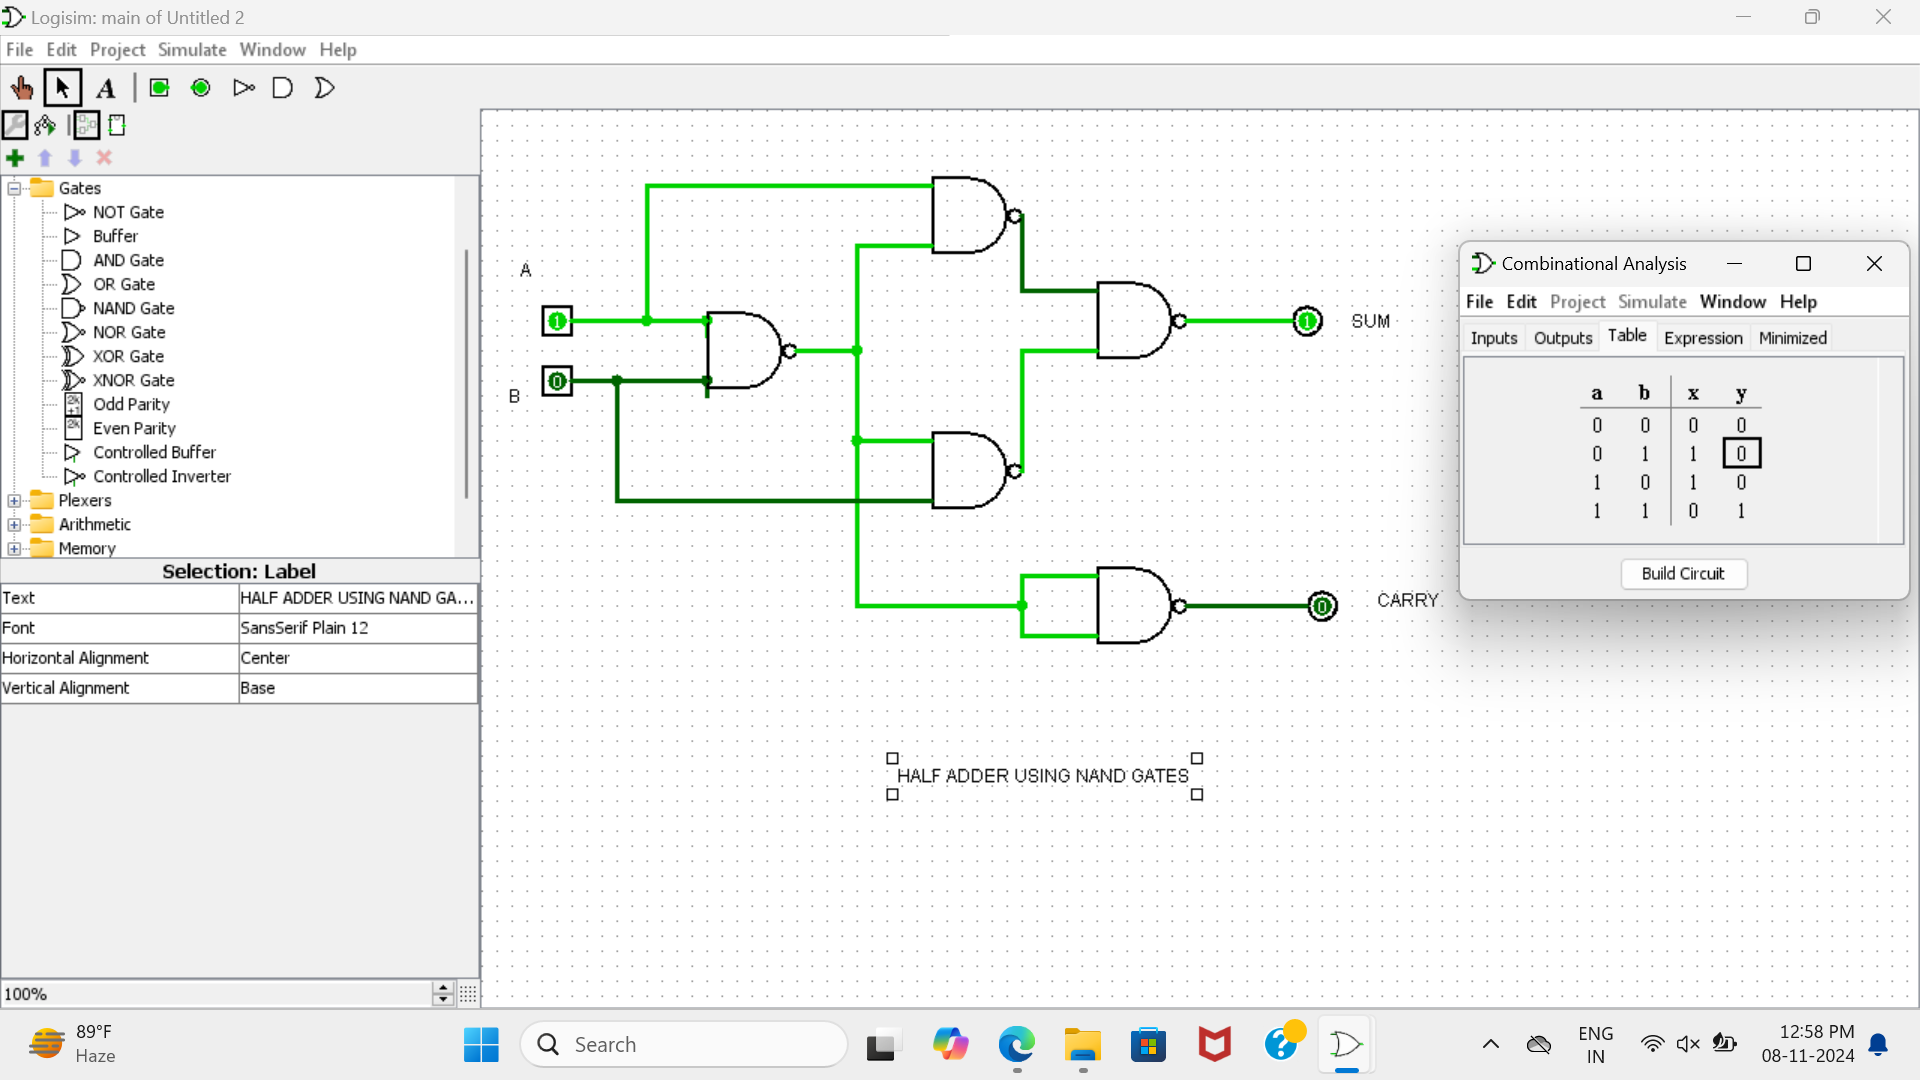 Logisim: main of Untitled 2
File Edit Project Simulate Window Help
A
Gates
NOT Gate
Buffer
AND Gate
OR Gate
NAND Gate
NOR Gate
XOR Gate
XNOR Gate
2k+1 Odd Parity
2k Even Parity
Controlled Buffer
Controlled Inverter
Plexers
Arithmetic
Memory
Selection: Label
Text HALF ADDER USING NAND GA...
Font SansSerif Plain 12
Horizontal Alignment Center
Vertical Alignment Base
100%
A
1
B
0
1 SUM
0 CARRY
HALF ADDER USING NAND GATES
Combinational Analysis
File Edit Project Simulate Window Help
Inputs Outputs Table Expression Minimized
a b x y
0 0 0 0
0 1 1 0
1 0 1 0
1 1 0 1
Build Circuit
89°F
Haze
Search
?
ENG
IN
12:58 PM
08-11-2024